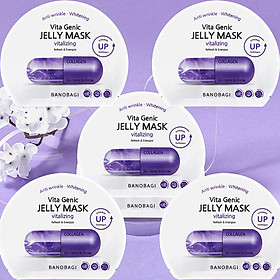 Anti wrinkle · Whitening
Vita Genic
JELLY MASK
vitalizing
Refresh & Energize
UP
COLLAGEN
BANOBAGI
Anti wrinkle · Whitening
Vita Genic
JELLY MASK
vitalizing
Refresh & Energize
UP
COLLAGEN
BANOBAGI
Anti wrinkle · Whitening
Vita Genic
JELLY MASK
vitalizing
Refresh & Energize
UP
COLLAGEN
BANOBAGI
Anti wrinkle · Whitening
Vita Genic
JELLY MASK
vitalizing
Refresh & Energize
UP
COLLAGEN
BANOBAGI
Anti wrinkle · Whitening
Vita Genic
JELLY MASK
vitalizing
Refresh & Energize
UP
COLLAGEN
BANOBAGI